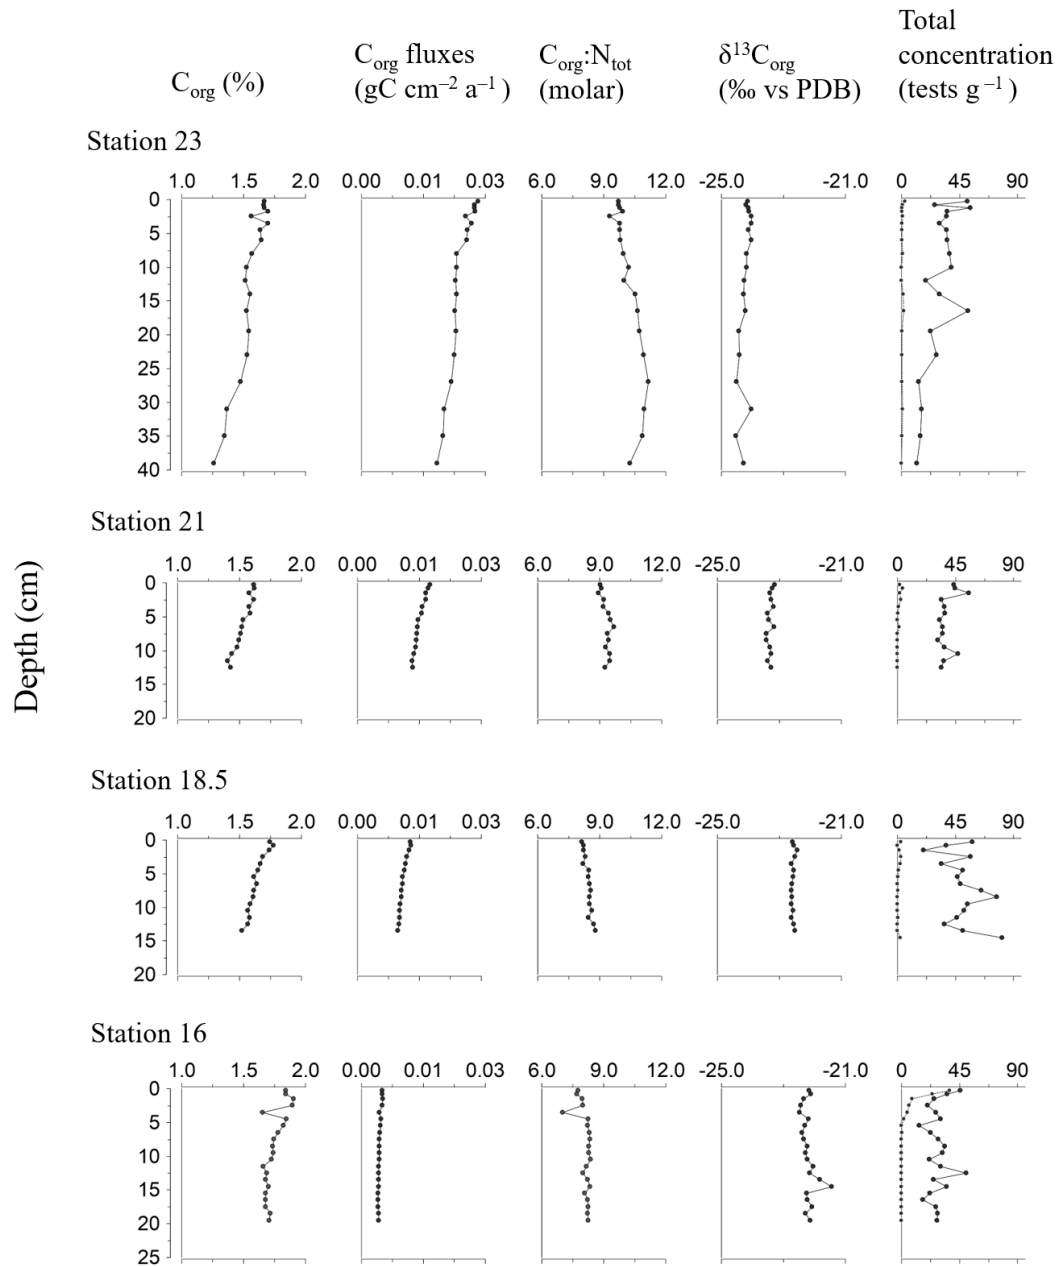 C_org (%)
C_org fluxes
(gC cm⁻² a⁻¹)
C_org:N_tot
(molar)
δ¹³C_org
(‰ vs PDB)
Total
concentration
(tests g⁻¹)
Station 23
1.0 1.5 2.0 0.00 0.01 0.03 6.0 9.0 12.0 -25.0 -21.0 0 45 90
0
5
10
15
20
25
30
35
40
Station 21
1.0 1.5 2.0 0.00 0.01 0.03 6.0 9.0 12.0 -25.0 -21.0 0 45 90
0
5
10
15
20
Depth (cm)
Station 18.5
1.0 1.5 2.0 0.00 0.01 0.03 6.0 9.0 12.0 -25.0 -21.0 0 45 90
0
5
10
15
20
Station 16
1.0 1.5 2.0 0.00 0.01 0.03 6.0 9.0 12.0 -25.0 -21.0 0 45 90
0
5
10
15
20
25